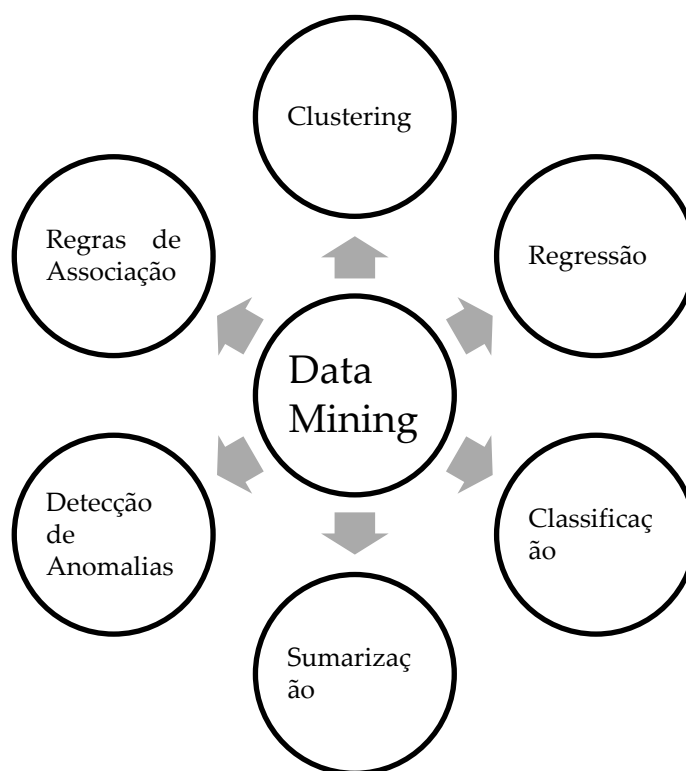 Clustering
Regras de
Associação
Regressão
Data
Mining
Detecção
de
Anomalias
Classificaç
ão
Sumarizaç
ão